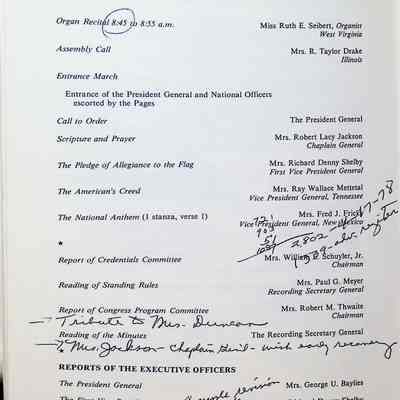 Organ Recital 8:45 to 8:55 a.m. Miss Ruth E. Seibert, Organist
West Virginia
Assembly Call Mrs. R. Taylor Drake
Illinois
Entrance March
Entrance of the President General and National Officers
escorted by the Pages
Call to Order The President General
Scripture and Prayer Mrs. Robert Lacy Jackson
Chaplain General
The Pledge of Allegiance to the Flag Mrs. Richard Denny Shelby
First Vice President General
The American's Creed Mrs. Ray Wallace Mettetal
Vice President General, Tennessee
The National Anthem (1 stanza, verse 1) Mrs. Fred J. Fricke
Vice President General, New Mexico
*
Report of Credentials Committee Mrs. William B. Schuyler, Jr.
Chairman
Reading of Standing Rules Mrs. Paul G. Meyer
Recording Secretary General
Report of Congress Program Committee Mrs. Robert M. Thwaite
Chairman
→ Tribute to Mrs. Duncan
Reading of the Minutes The Recording Secretary General
→ * Mrs. Jackson - Chaplain Gen'l - wish early recovery
REPORTS OF THE EXECUTIVE OFFICERS
The President General Mrs. George U. Baylies
revision